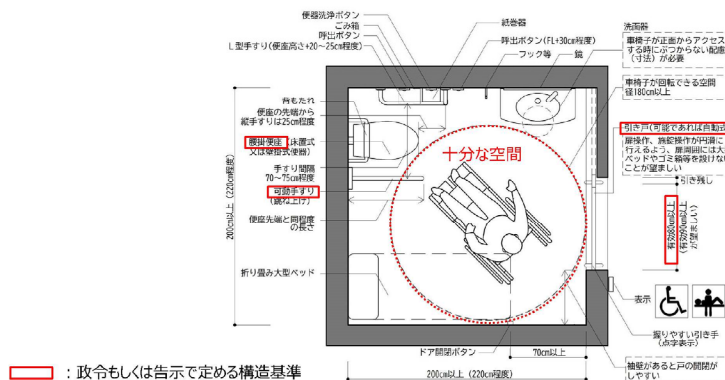 便器洗浄ボタン
ごみ箱
呼出ボタン
L型手すり(便座高さ+20~25cm程度)
紙巻器
呼出ボタン(FL+30cm程度)
フック等
鏡
洗面器
車椅子が正面からアクセス
する時にぶつからない配慮
(寸法)が必要
車椅子が回転できる空間
径180cm以上
背もたれ
便座の先端から
縦手すりは25cm程度
腰掛便座(床置式
又は壁掛式便器)
手すり間隔
70~75cm程度
可動手すり
(跳ね上げ)
便座先端と同程度
の長さ
折り畳み大型ベッド
十分な空間
引き戸(可能であれば自動式
扉操作、施錠操作が円滑に
行えるよう、扉周囲には大
ベッドやゴミ箱等を設けない
ことが望ましい
引き残し
有効80cm以上
(有効90cm以上
が望ましい)
表示
握りやすい引き手
(点字表示)
袖壁があると戸の開閉が
しやすい
ドア開閉ボタン
70cm以上
200cm以上(220cm程度)
200cm以上(220cm程度)
:政令もしくは告示で定める構造基準